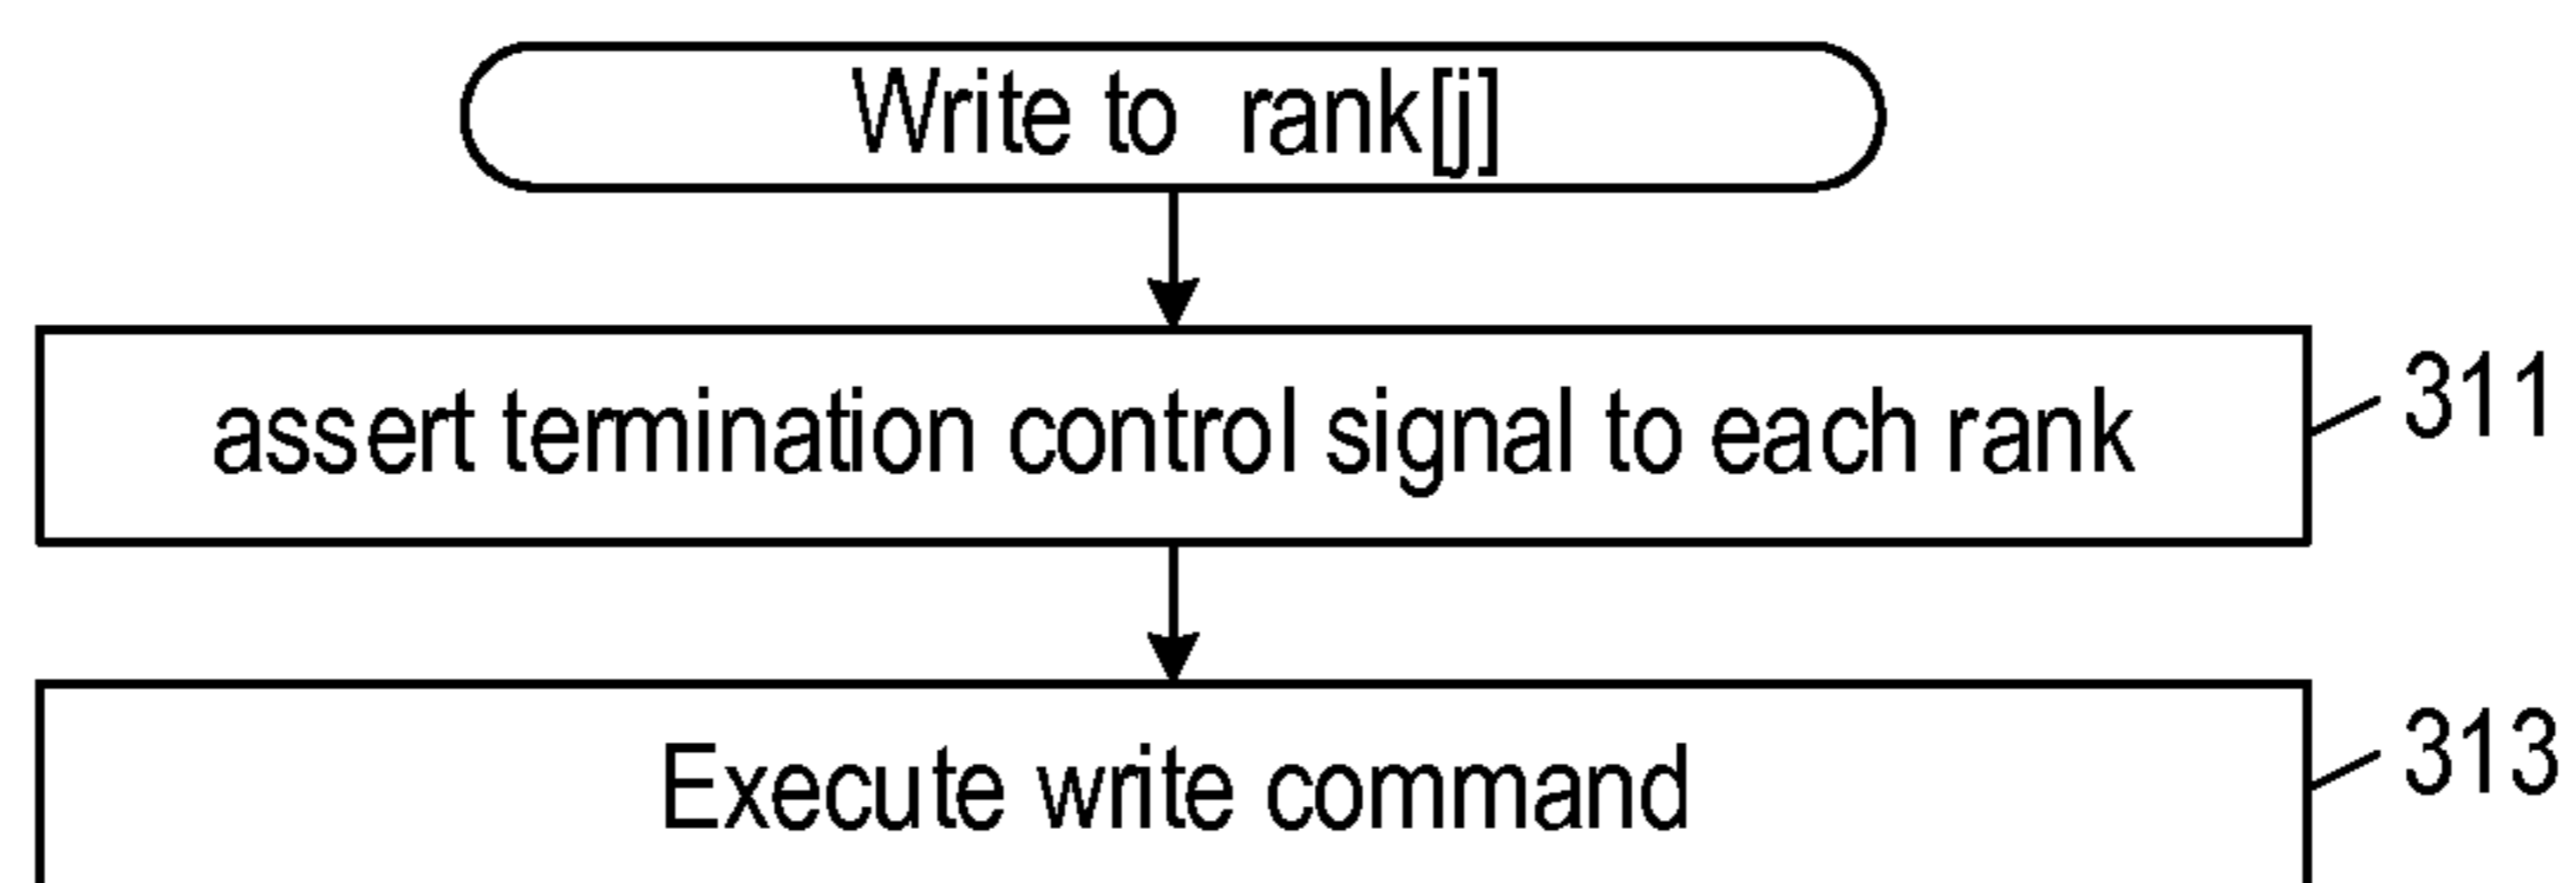 Write to rank[j]
assert termination control signal to each rank
311
Execute write command
313